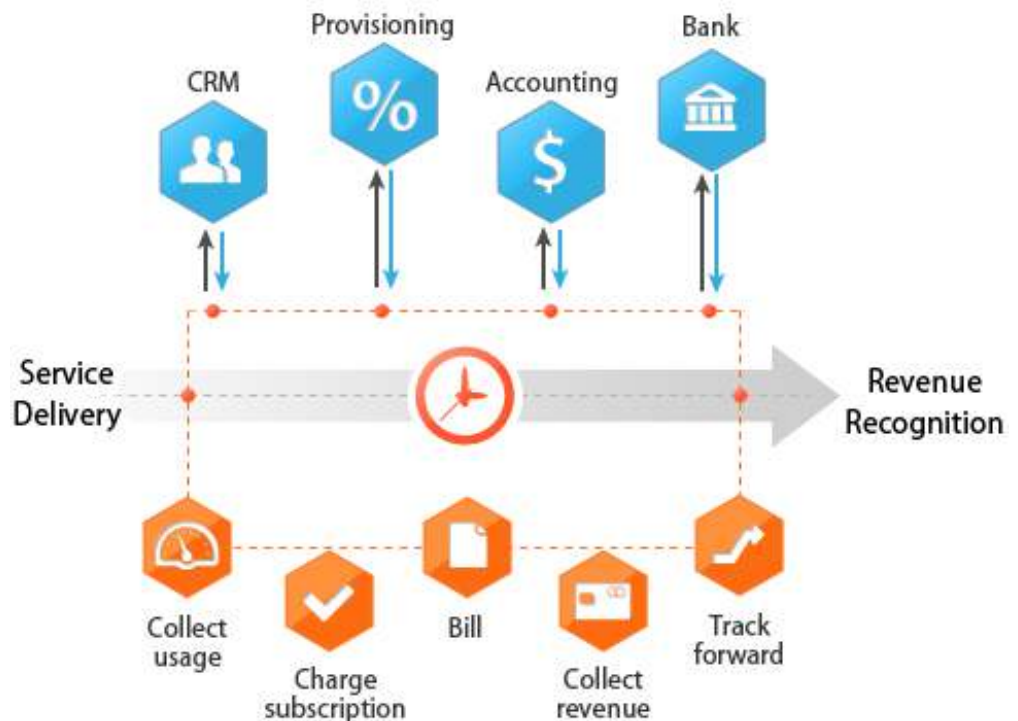 Provisioning
Bank
CRM
Accounting
%
$
Service
Delivery
Revenue
Recognition
Collect
usage
Bill
Track
forward
Charge
subscription
Collect
revenue